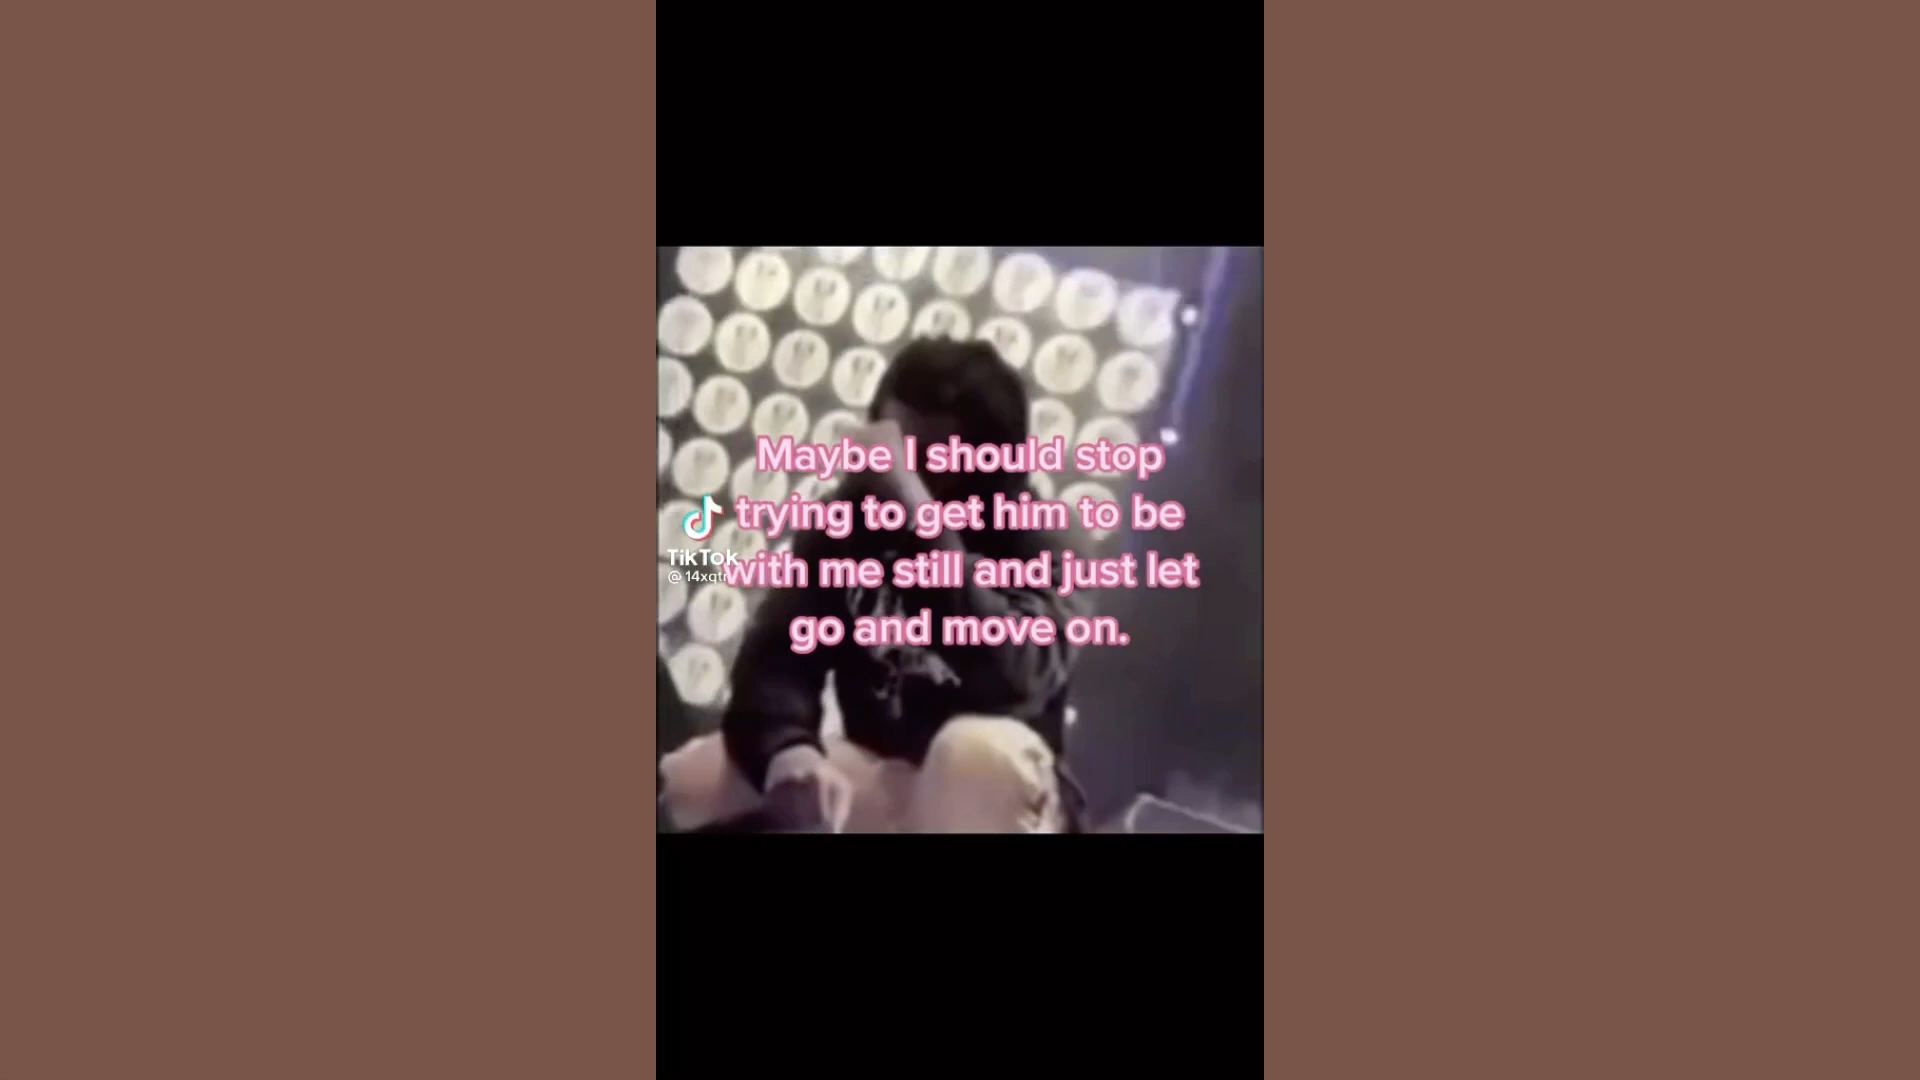 Maybe I should stop
trying to get him to be
with me still and just let
go and move on.
TikTok